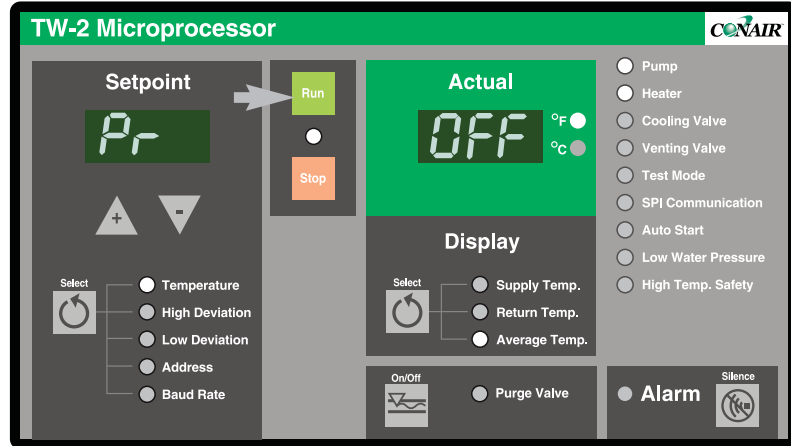 TW-2 Microprocessor
CONAIR
Setpoint
Pr
+
-
Select
Temperature
High Deviation
Low Deviation
Address
Baud Rate
Run
Stop
Actual
OFF
°F
°C
Display
Select
Supply Temp.
Return Temp.
Average Temp.
On/Off
Purge Valve
Pump
Heater
Cooling Valve
Venting Valve
Test Mode
SPI Communication
Auto Start
Low Water Pressure
High Temp. Safety
Alarm
Silence